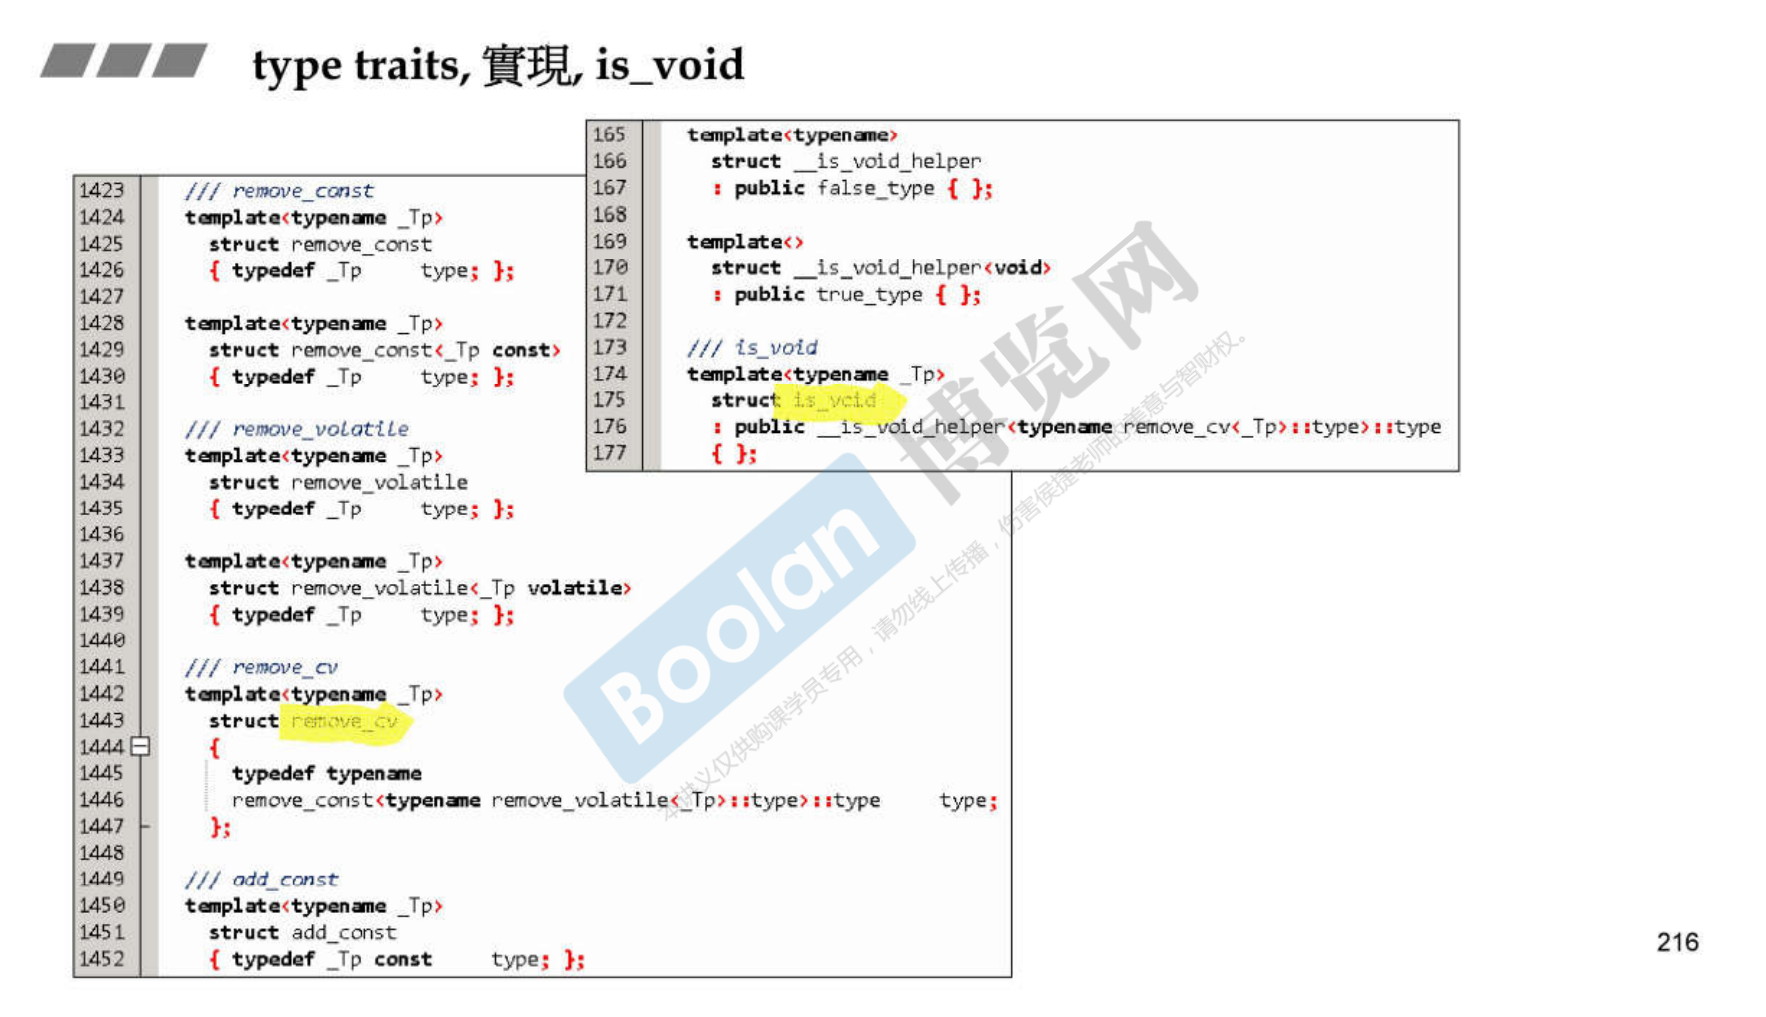 type traits, 實現, is_void
165 template<typename>
166 struct __is_void_helper
167 : public false_type { };
168
169 template<>
170 struct __is_void_helper<void>
171 : public true_type { };
172
173 /// is_void
174 template<typename _Tp>
175 struct is_void
176 : public __is_void_helper<typename remove_cv<_Tp>::type>::type
177 { };
1423 /// remove_const
1424 template<typename _Tp>
1425 struct remove_const
1426 { typedef _Tp type; };
1427
1428 template<typename _Tp>
1429 struct remove_const<_Tp const>
1430 { typedef _Tp type; };
1431
1432 /// remove_volatile
1433 template<typename _Tp>
1434 struct remove_volatile
1435 { typedef _Tp type; };
1436
1437 template<typename _Tp>
1438 struct remove_volatile<_Tp volatile>
1439 { typedef _Tp type; };
1440
1441 /// remove_cv
1442 template<typename _Tp>
1443 struct remove_cv
1444 {
1445 typedef typename
1446 remove_const<typename remove_volatile<_Tp>::type>::type type;
1447 };
1448
1449 /// add_const
1450 template<typename _Tp>
1451 struct add_const
1452 { typedef _Tp const type; };
Boolan 博览网
本讲义仅供购课学员专用，请勿线上传播，伤害侯捷老师的美意与智财权。
216